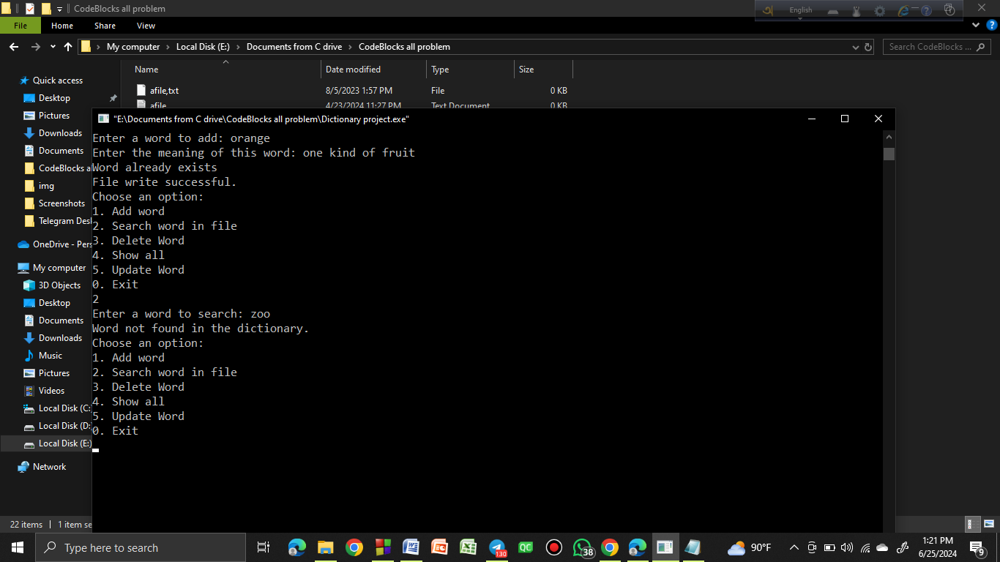 CodeBlocks all problem
English
File Home Share View
My computer Local Disk (E:) Documents from C drive CodeBlocks all problem
Search CodeBlocks ...
Name Date modified Type Size
Quick access
afile,txt 8/5/2023 1:57 PM File 0 KB
Desktop
afile 4/23/2024 11:27 PM Text Document 0 KB
Pictures
Downloads
Documents
CodeBlocks a
img
Screenshots
Telegram Des
OneDrive - Pers
My computer
3D Objects
Desktop
Documents
Downloads
Music
Pictures
Videos
Local Disk (C:
Local Disk (D:
Local Disk (E:)
Network
22 items 1 item se
"E:\Documents from C drive\CodeBlocks all problem\Dictionary project.exe"
Enter a word to add: orange
Enter the meaning of this word: one kind of fruit
Word already exists
File write successful.
Choose an option:
1. Add word
2. Search word in file
3. Delete Word
4. Show all
5. Update Word
0. Exit
2
Enter a word to search: zoo
Word not found in the dictionary.
Choose an option:
1. Add word
2. Search word in file
3. Delete Word
4. Show all
5. Update Word
0. Exit
Type here to search
130
QC
38
90°F
1:21 PM
6/25/2024
9